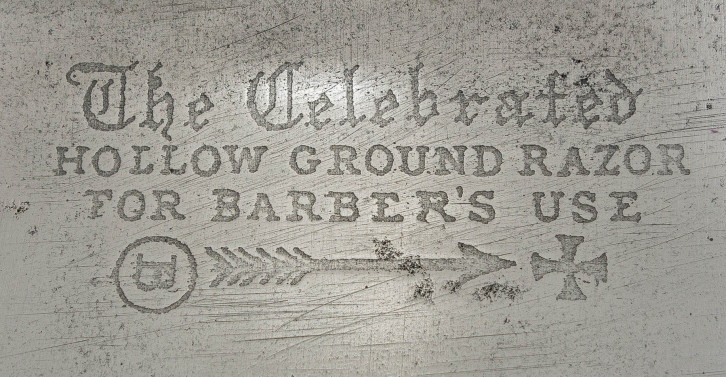 The Celebrated
HOLLOW GROUND RAZOR
FOR BARBER'S USE